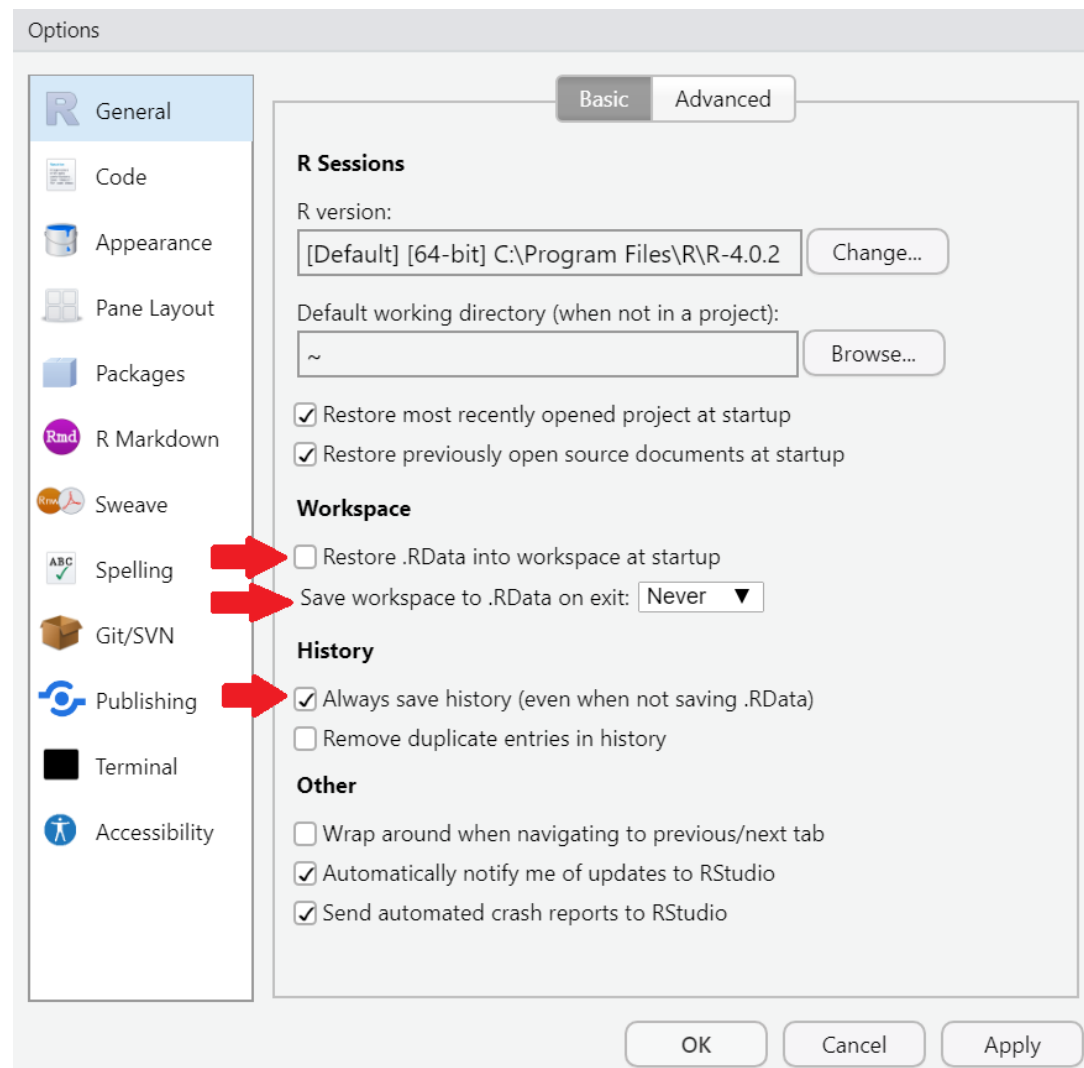 Options
General
Code
Appearance
Pane Layout
Packages
Rmd R Markdown
Rnw Sweave
ABC Spelling
Git/SVN
Publishing
Terminal
Accessibility
Basic Advanced
R Sessions
R version:
[Default] [64-bit] C:\Program Files\R\R-4.0.2 Change...
Default working directory (when not in a project):
~ Browse...
Restore most recently opened project at startup
Restore previously open source documents at startup
Workspace
Restore .RData into workspace at startup
Save workspace to .RData on exit: Never
History
Always save history (even when not saving .RData)
Remove duplicate entries in history
Other
Wrap around when navigating to previous/next tab
Automatically notify me of updates to RStudio
Send automated crash reports to RStudio
OK Cancel Apply